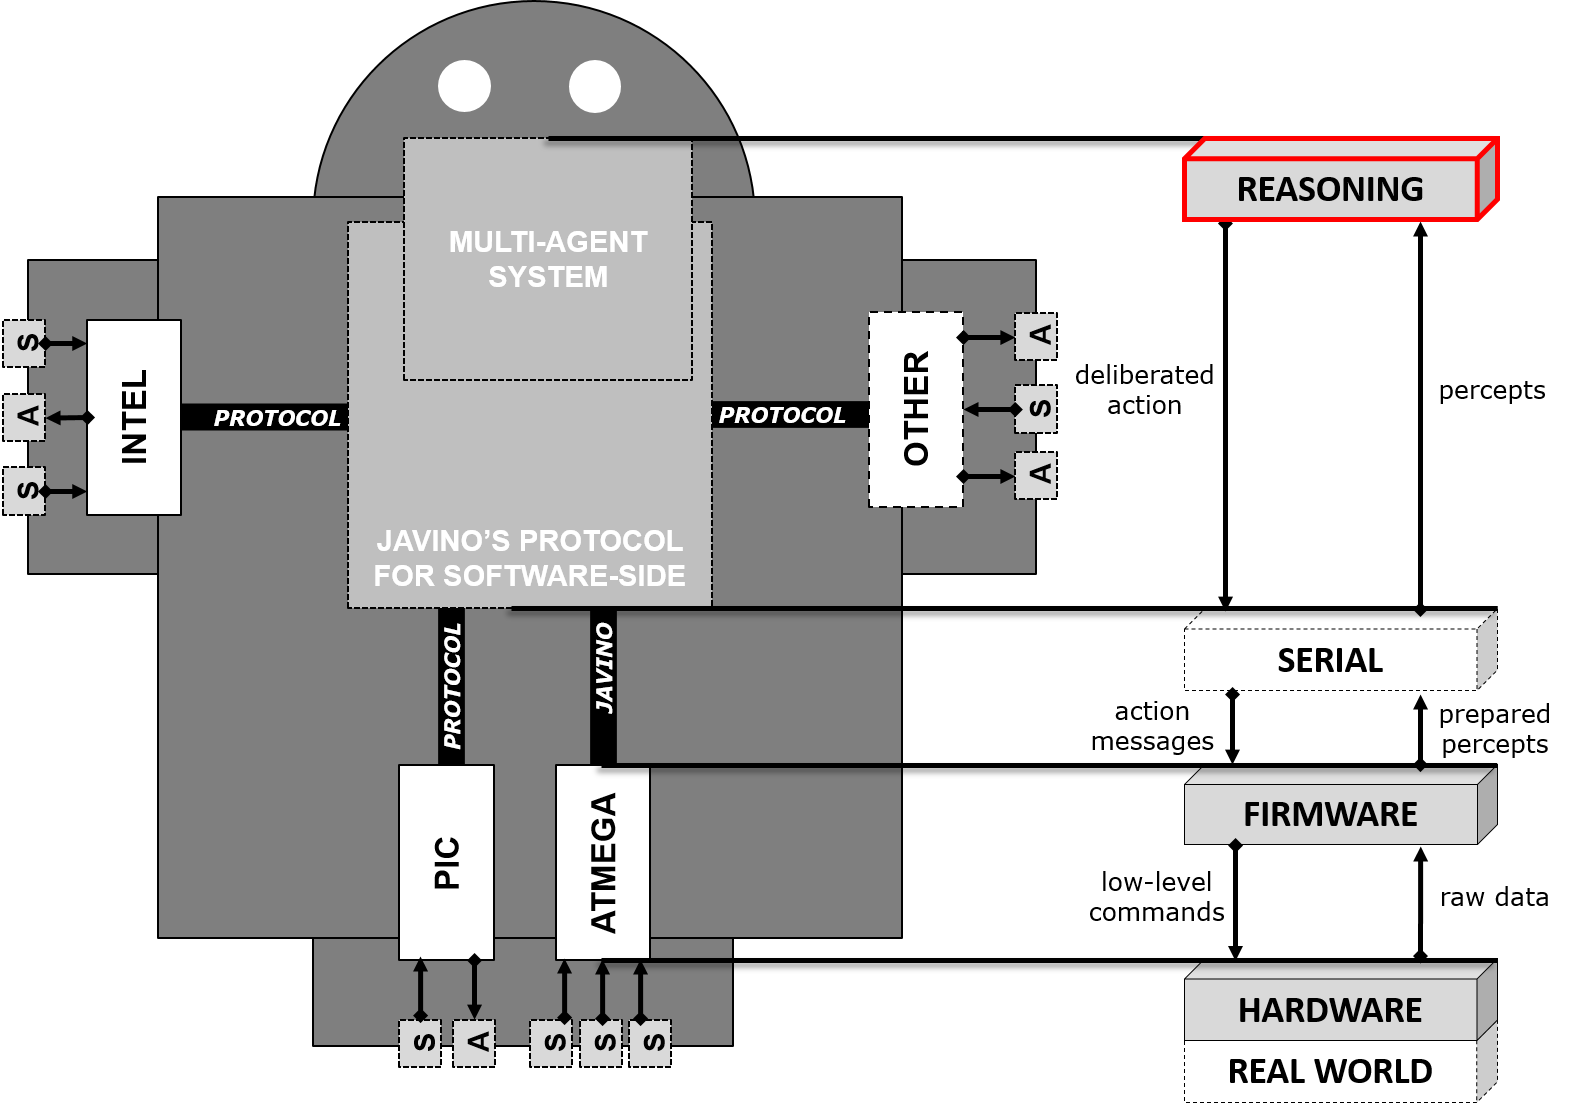 REASONING
MULTI-AGENT
SYSTEM
S
A
S
INTEL
PROTOCOL
PROTOCOL
OTHER
A
S
A
deliberated
action
percepts
JAVINO'S PROTOCOL
FOR SOFTWARE-SIDE
PROTOCOL
JAVINO
SERIAL
action
messages
prepared
percepts
PIC
ATMEGA
FIRMWARE
low-level
commands
raw data
S
A
S
S
S
HARDWARE
REAL WORLD